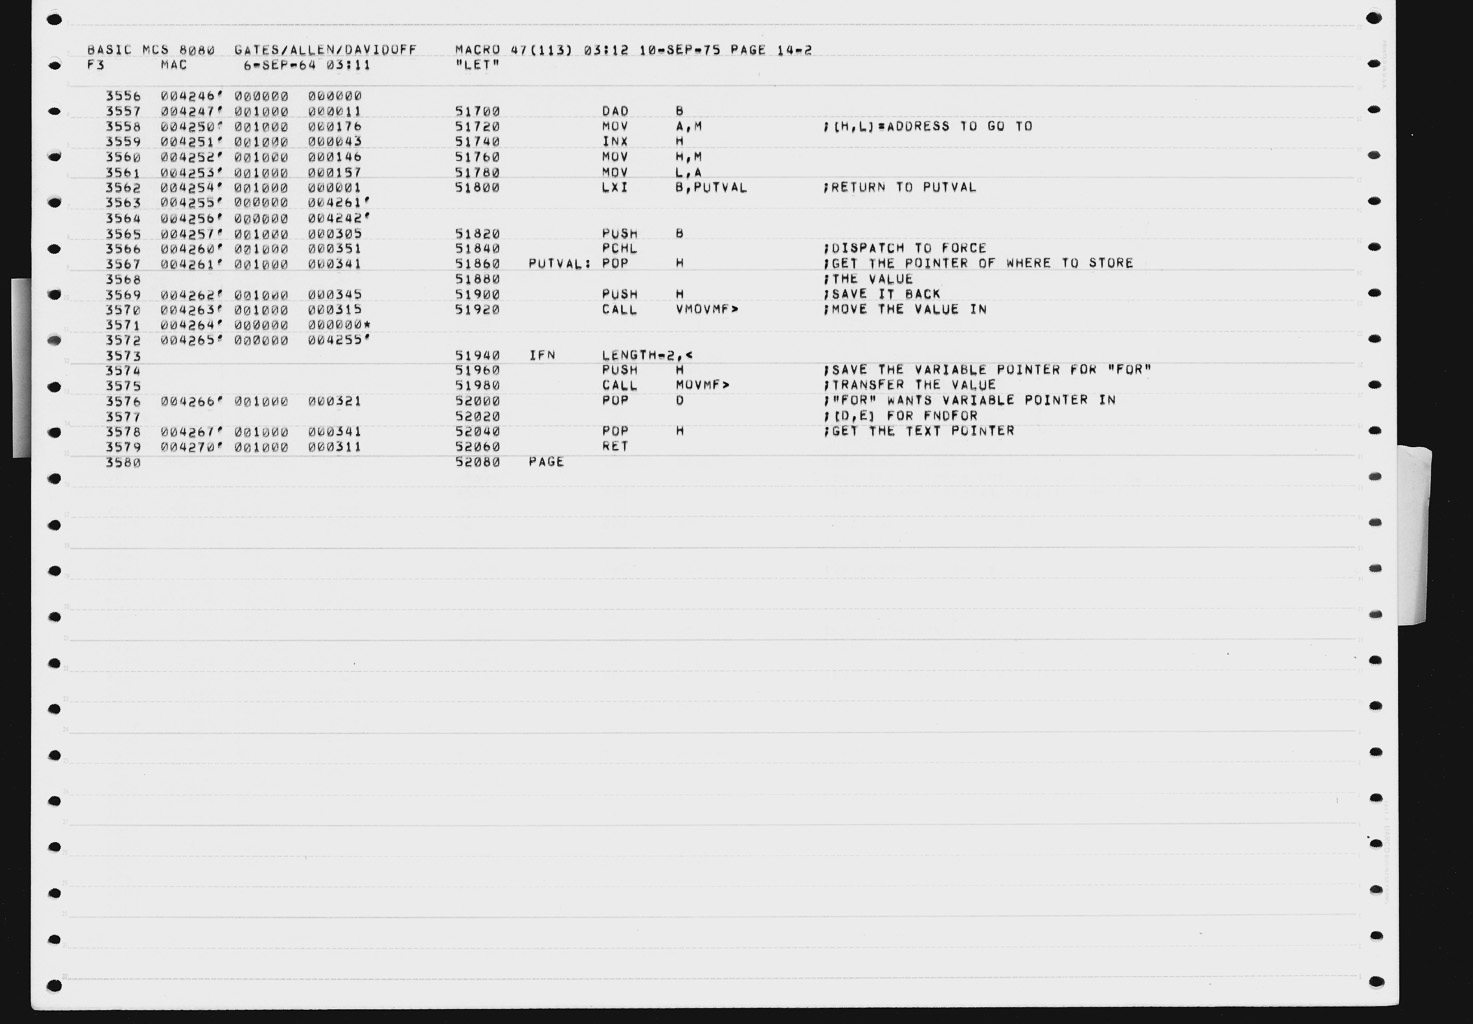 BASIC MCS 8080  GATES/ALLEN/DAVIDOFF     MACRO 47(113) 03:12 10-SEP-75 PAGE 14-2
F3      MAC      6-SEP-64 03:11          "LET"
3556  004246' 000000  000000
3557  004247' 001000  000011          51700          DAD     B
3558  004250' 001000  000176          51720          MOV     A,M             ;[H,L]=ADDRESS TO GO TO
3559  004251' 001000  000043          51740          INX     H
3560  004252' 001000  000146          51760          MOV     H,M
3561  004253' 001000  000157          51780          MOV     L,A
3562  004254' 001000  000001          51800          LXI     B,PUTVAL        ;RETURN TO PUTVAL
3563  004255' 000000  004261'
3564  004256' 000000  004242'
3565  004257' 001000  000305          51820          PUSH    B
3566  004260' 001000  000351          51840          PCHL                    ;DISPATCH TO FORCE
3567  004261' 001000  000341          51860  PUTVAL: POP     H               ;GET THE POINTER OF WHERE TO STORE
3568                                  51880                                  ;THE VALUE
3569  004262' 001000  000345          51900          PUSH    H               ;SAVE IT BACK
3570  004263' 001000  000315          51920          CALL    VMOVMF>         ;MOVE THE VALUE IN
3571  004264' 000000  000000*
3572  004265' 000000  004255'
3573                                  51940  IFN     LENGTH-2,<
3574                                  51960          PUSH    H               ;SAVE THE VARIABLE POINTER FOR "FOR"
3575                                  51980          CALL    MOVMF>          ;TRANSFER THE VALUE
3576  004266' 001000  000321          52000          POP     D               ;"FOR" WANTS VARIABLE POINTER IN
3577                                  52020                                  ;[D,E] FOR FNDFOR
3578  004267' 001000  000341          52040          POP     H               ;GET THE TEXT POINTER
3579  004270' 001000  000311          52060          RET
3580                                  52080  PAGE